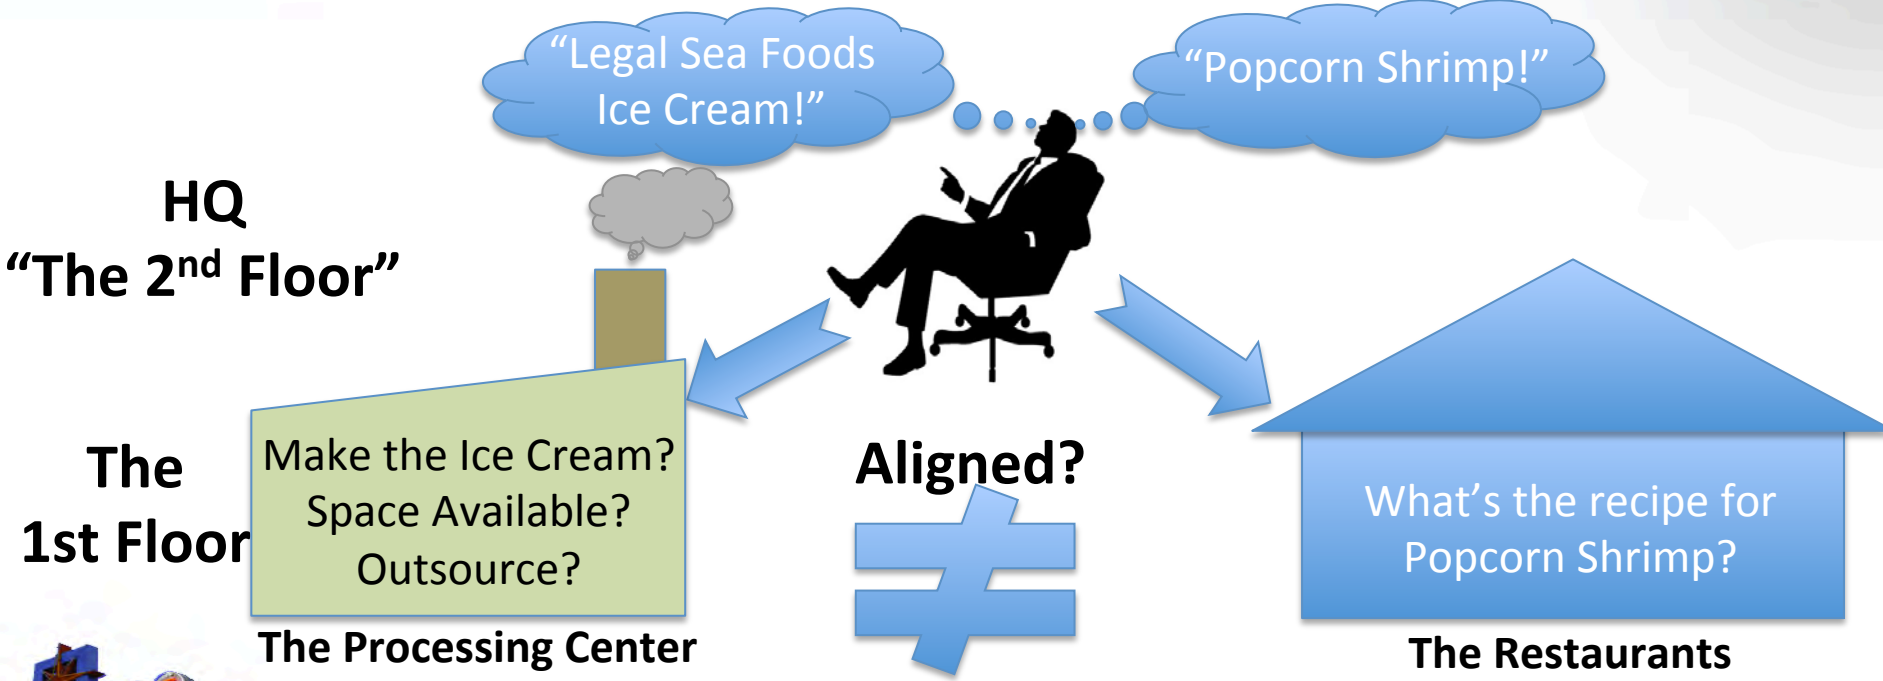 “Legal Sea Foods
Ice Cream!”
“Popcorn Shrimp!”
HQ
“The 2nd Floor”
The
1st Floor
Make the Ice Cream?
Space Available?
Outsource?
The Processing Center
Aligned?
What’s the recipe for
Popcorn Shrimp?
The Restaurants